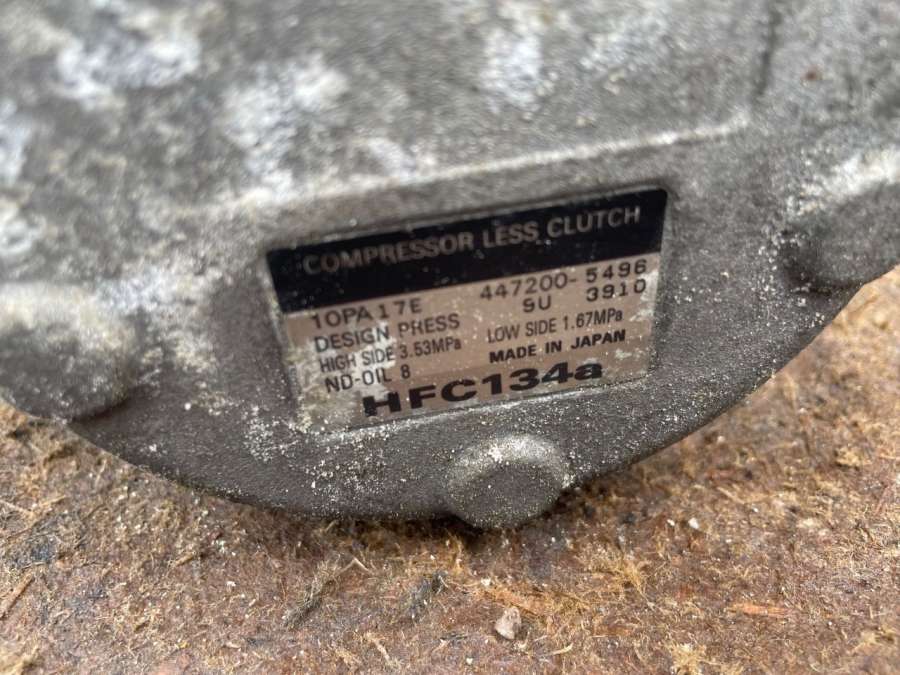 COMPRESSOR LESS CLUTCH
10PA17E 447200-5496
9U 3910
DESIGN PRESS
HIGH SIDE 3.53MPa LOW SIDE 1.67MPa
ND-OIL 8 MADE IN JAPAN
HFC134a